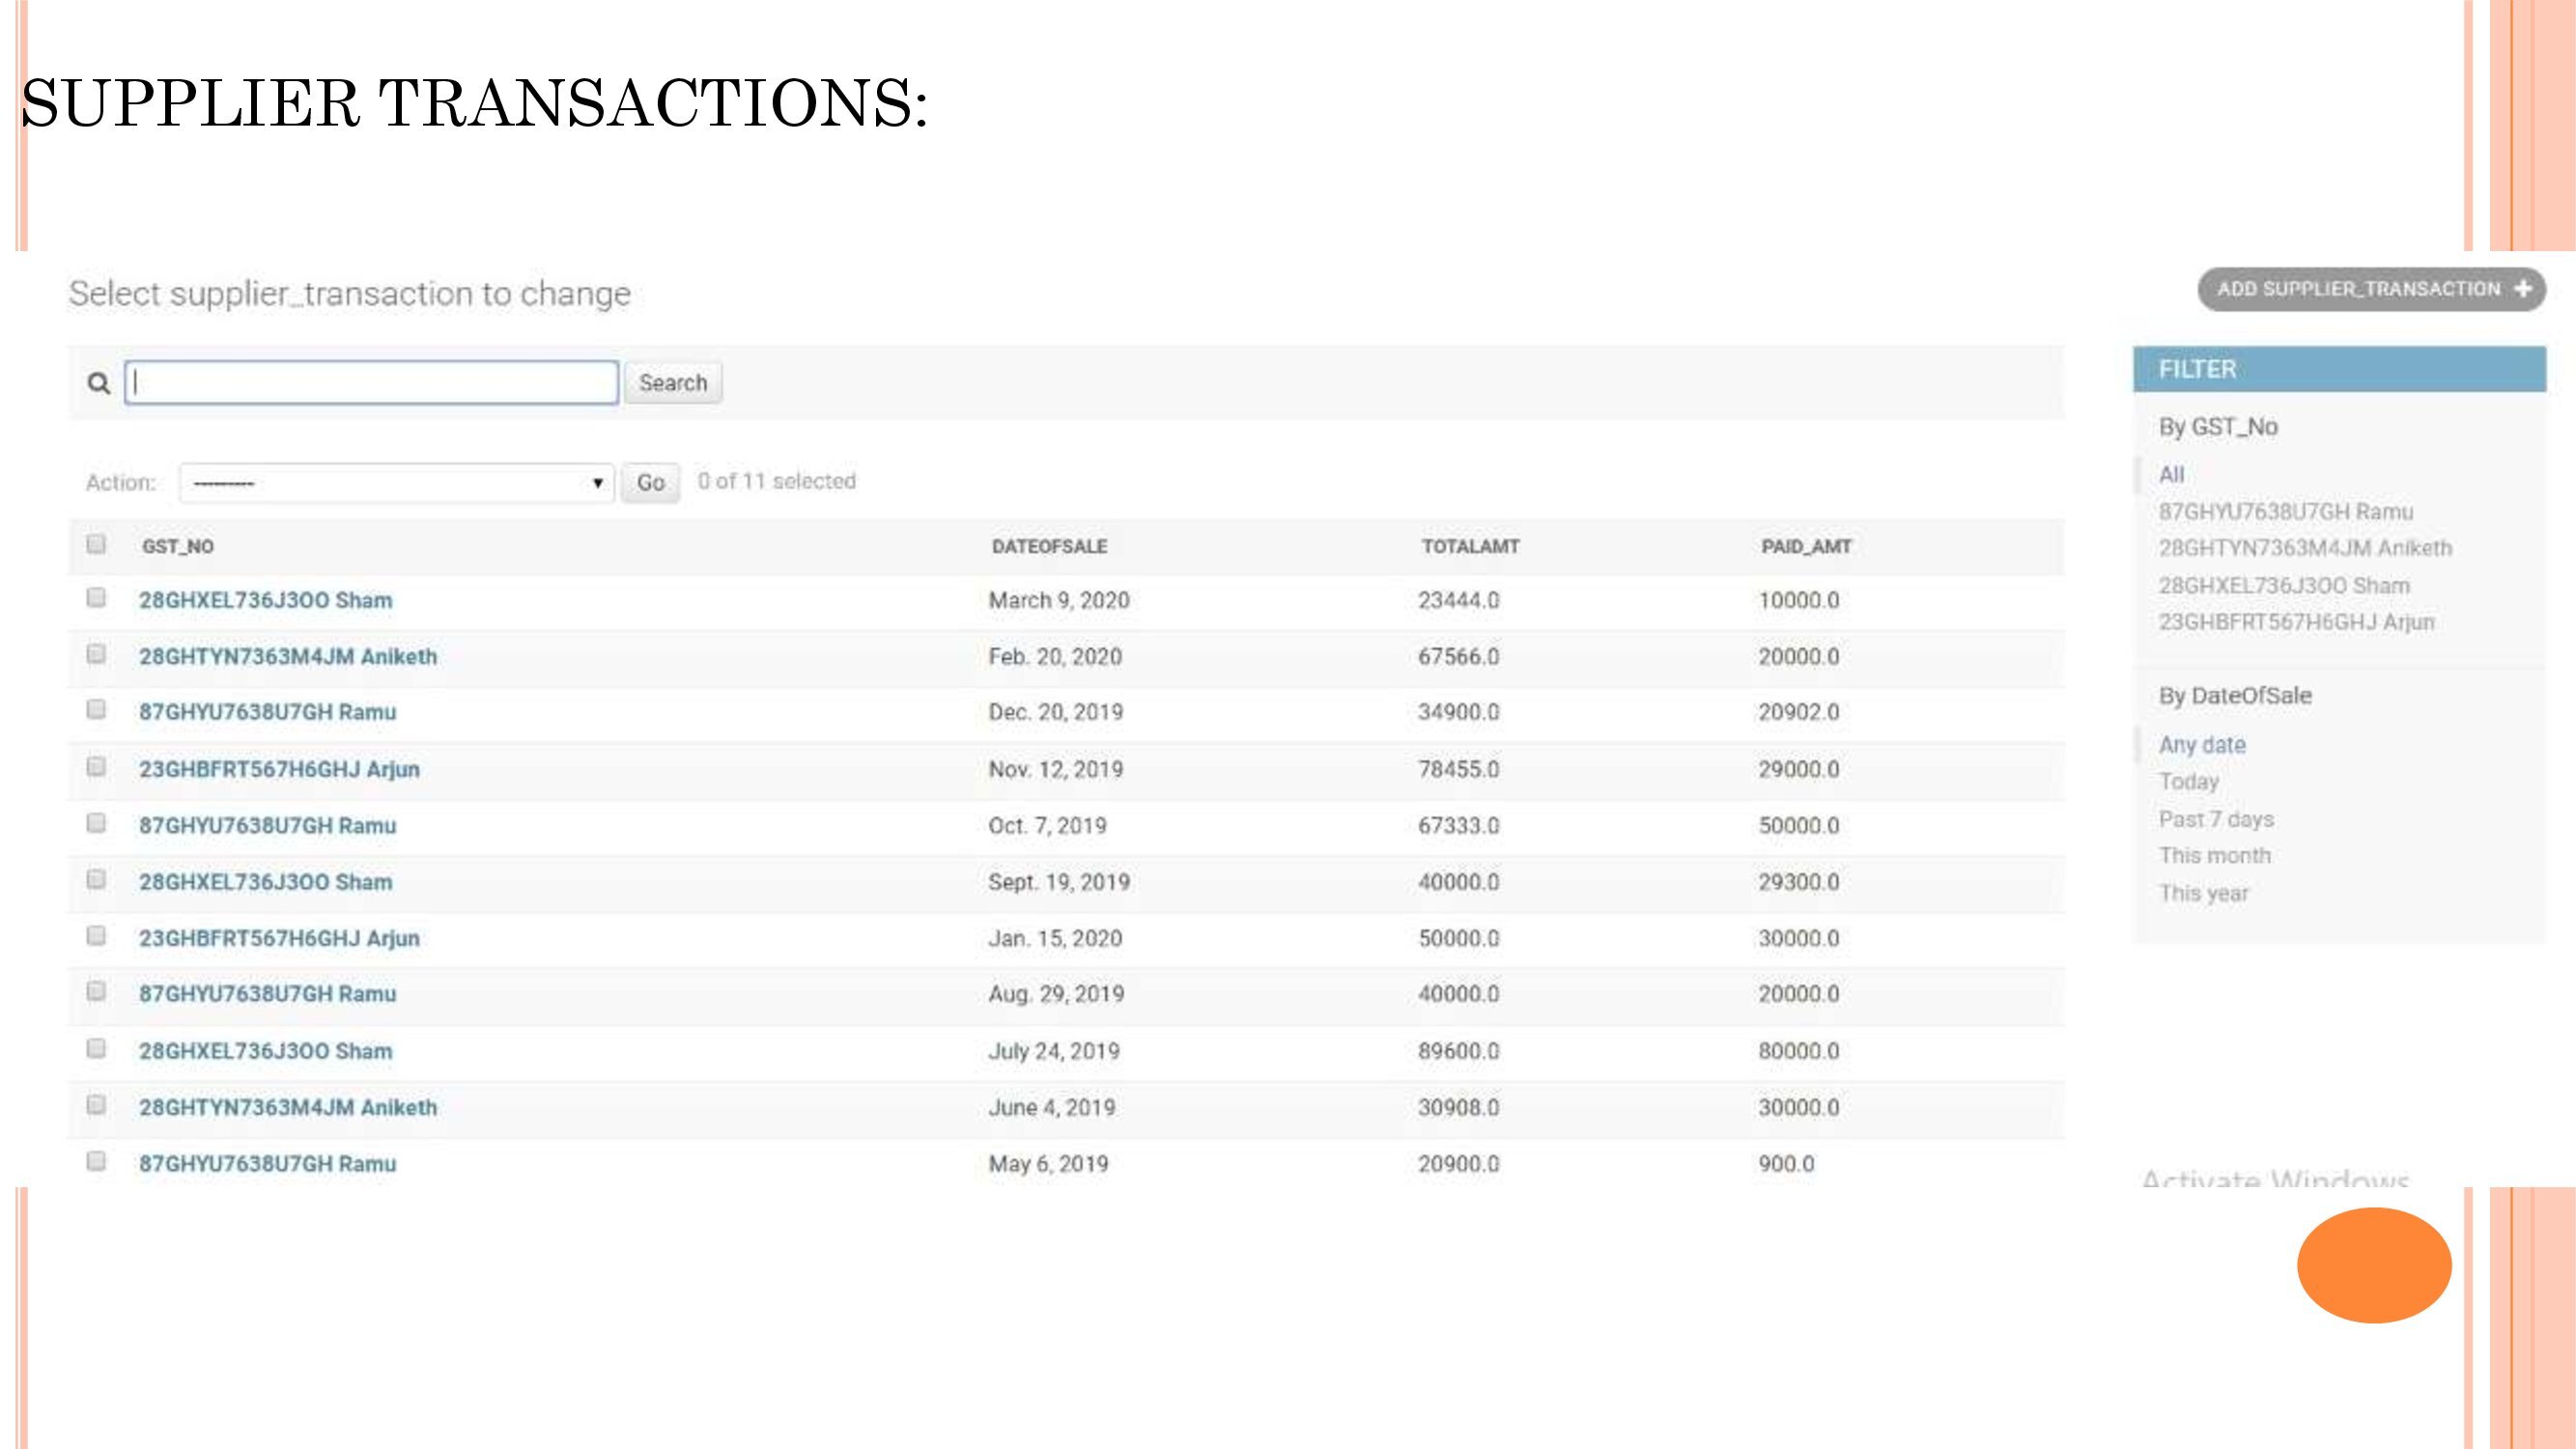 SUPPLIER TRANSACTIONS:
Select supplier_transaction to change
ADD SUPPLIER_TRANSACTION +
Search
Action: --------- Go 0 of 11 selected
GST_NO DATEOFSALE TOTALAMT PAID_AMT
28GHXEL736J3OO Sham March 9, 2020 23444.0 10000.0
28GHTYN7363M4JM Aniketh Feb. 20, 2020 67566.0 20000.0
87GHYU7638U7GH Ramu Dec. 20, 2019 34900.0 20902.0
23GHBFRT567H6GHJ Arjun Nov. 12, 2019 78455.0 29000.0
87GHYU7638U7GH Ramu Oct. 7, 2019 67333.0 50000.0
28GHXEL736J3OO Sham Sept. 19, 2019 40000.0 29300.0
23GHBFRT567H6GHJ Arjun Jan. 15, 2020 50000.0 30000.0
87GHYU7638U7GH Ramu Aug. 29, 2019 40000.0 20000.0
28GHXEL736J3OO Sham July 24, 2019 89600.0 80000.0
28GHTYN7363M4JM Aniketh June 4, 2019 30908.0 30000.0
87GHYU7638U7GH Ramu May 6, 2019 20900.0 900.0
FILTER
By GST_No
All
87GHYU7638U7GH Ramu
28GHTYN7363M4JM Aniketh
28GHXEL736J3OO Sham
23GHBFRT567H6GHJ Arjun
By DateOfSale
Any date
Today
Past 7 days
This month
This year
Activate Windows